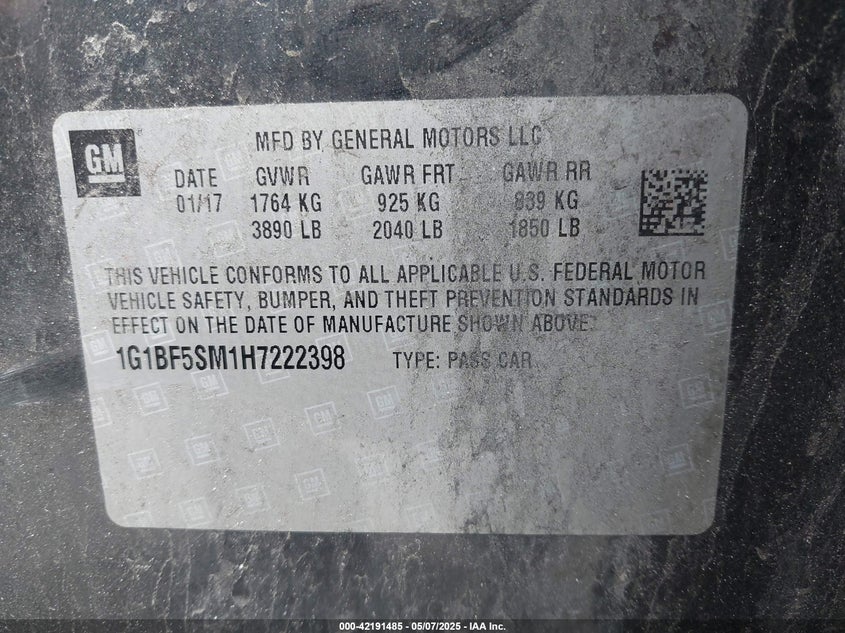 GM
MFD BY GENERAL MOTORS LLC
DATE GVWR GAWR FRT GAWR RR
01/17 1764 KG 925 KG 839 KG
3890 LB 2040 LB 1850 LB
THIS VEHICLE CONFORMS TO ALL APPLICABLE U.S. FEDERAL MOTOR
VEHICLE SAFETY, BUMPER, AND THEFT PREVENTION STANDARDS IN
EFFECT ON THE DATE OF MANUFACTURE SHOWN ABOVE.
1G1BF5SM1H7222398 TYPE: PASS CAR
000-42191485 - 05/07/2025 - IAA Inc.